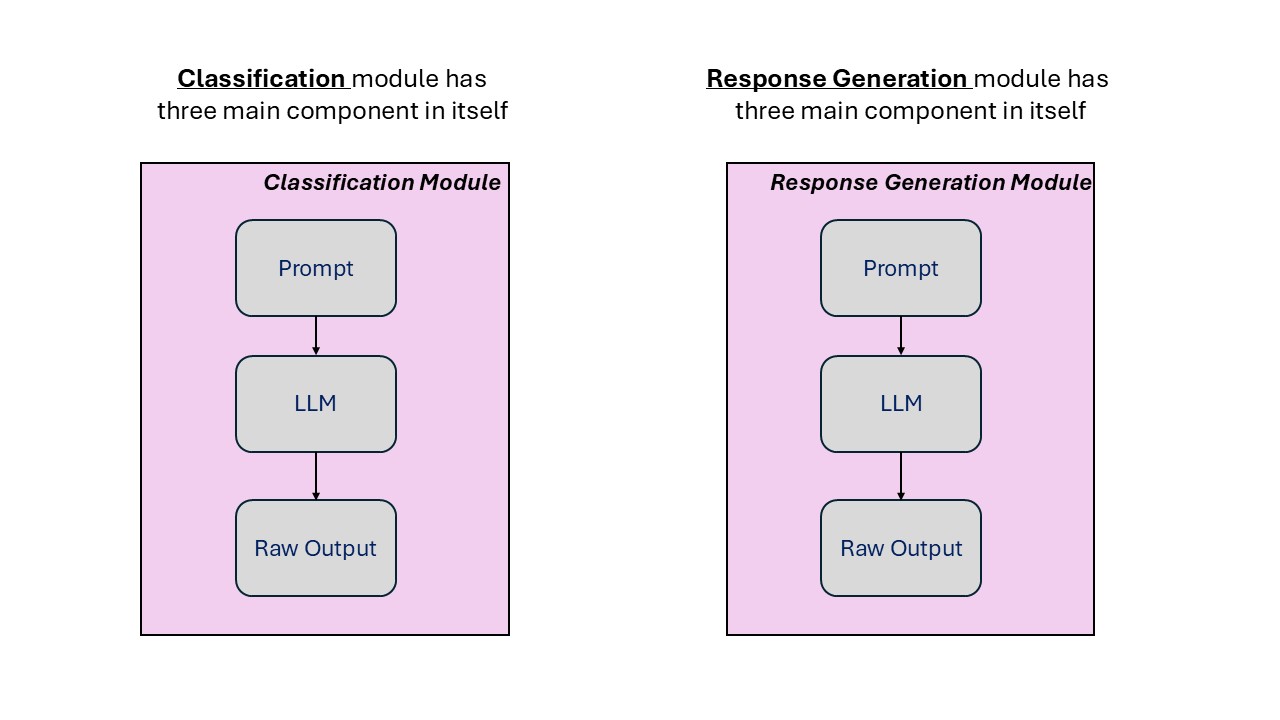 Classification module has
three main component in itself
Classification Module
Prompt
LLM
Raw Output
Response Generation module has
three main component in itself
Response Generation Module
Prompt
LLM
Raw Output